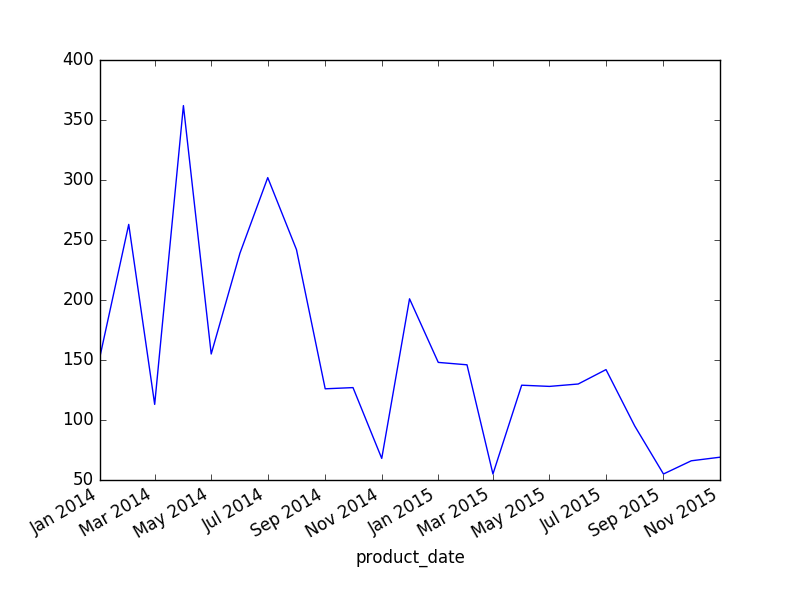 400
350
300
250
200
150
100
50
Jan 2014
Mar 2014
May 2014
Jul 2014
Sep 2014
Nov 2014
Jan 2015
Mar 2015
May 2015
Jul 2015
Sep 2015
Nov 2015
product_date